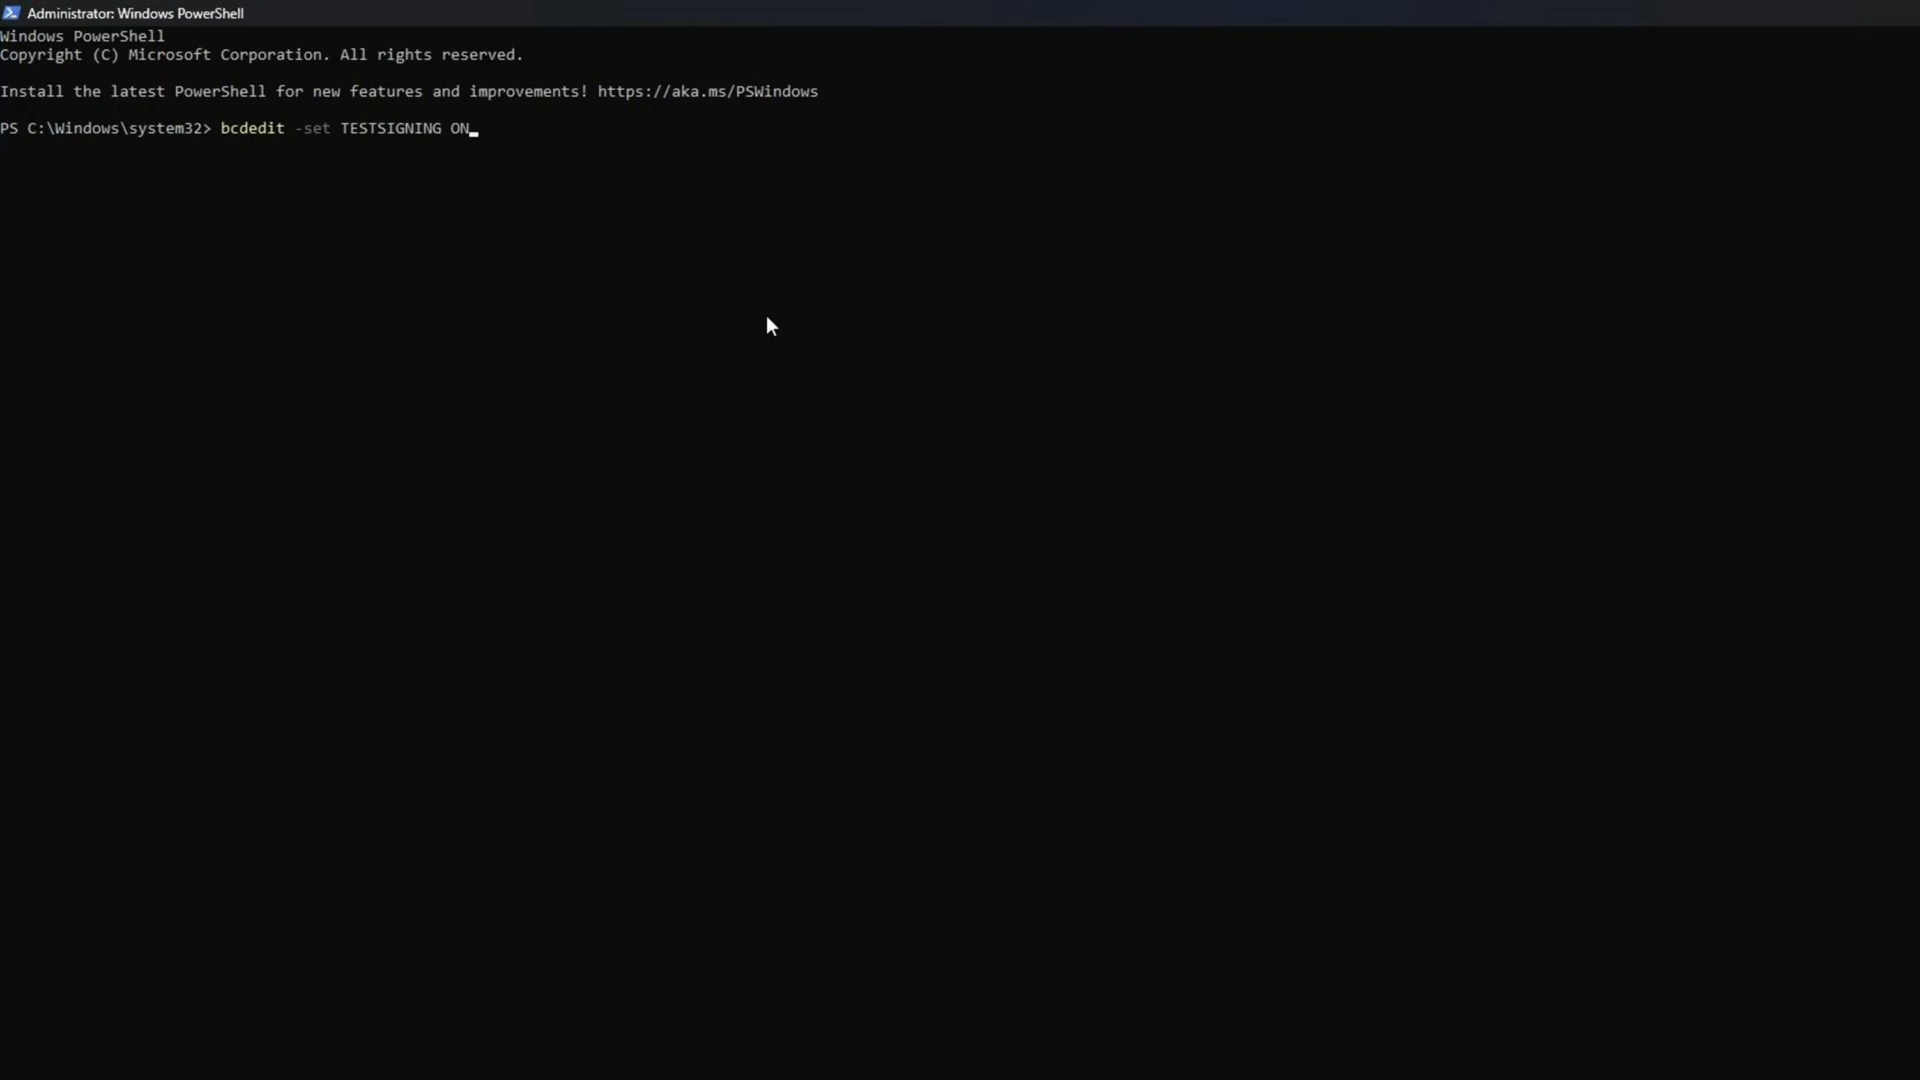 Administrator: Windows PowerShell
Windows PowerShell
Copyright (C) Microsoft Corporation. All rights reserved.
Install the latest PowerShell for new features and improvements! https://aka.ms/PSWindows
PS C:\Windows\system32> bcdedit -set TESTSIGNING ON